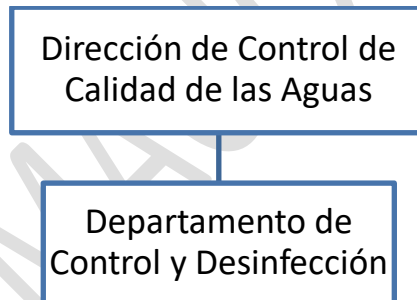 Dirección de Control de
Calidad de las Aguas
Departamento de
Control y Desinfección